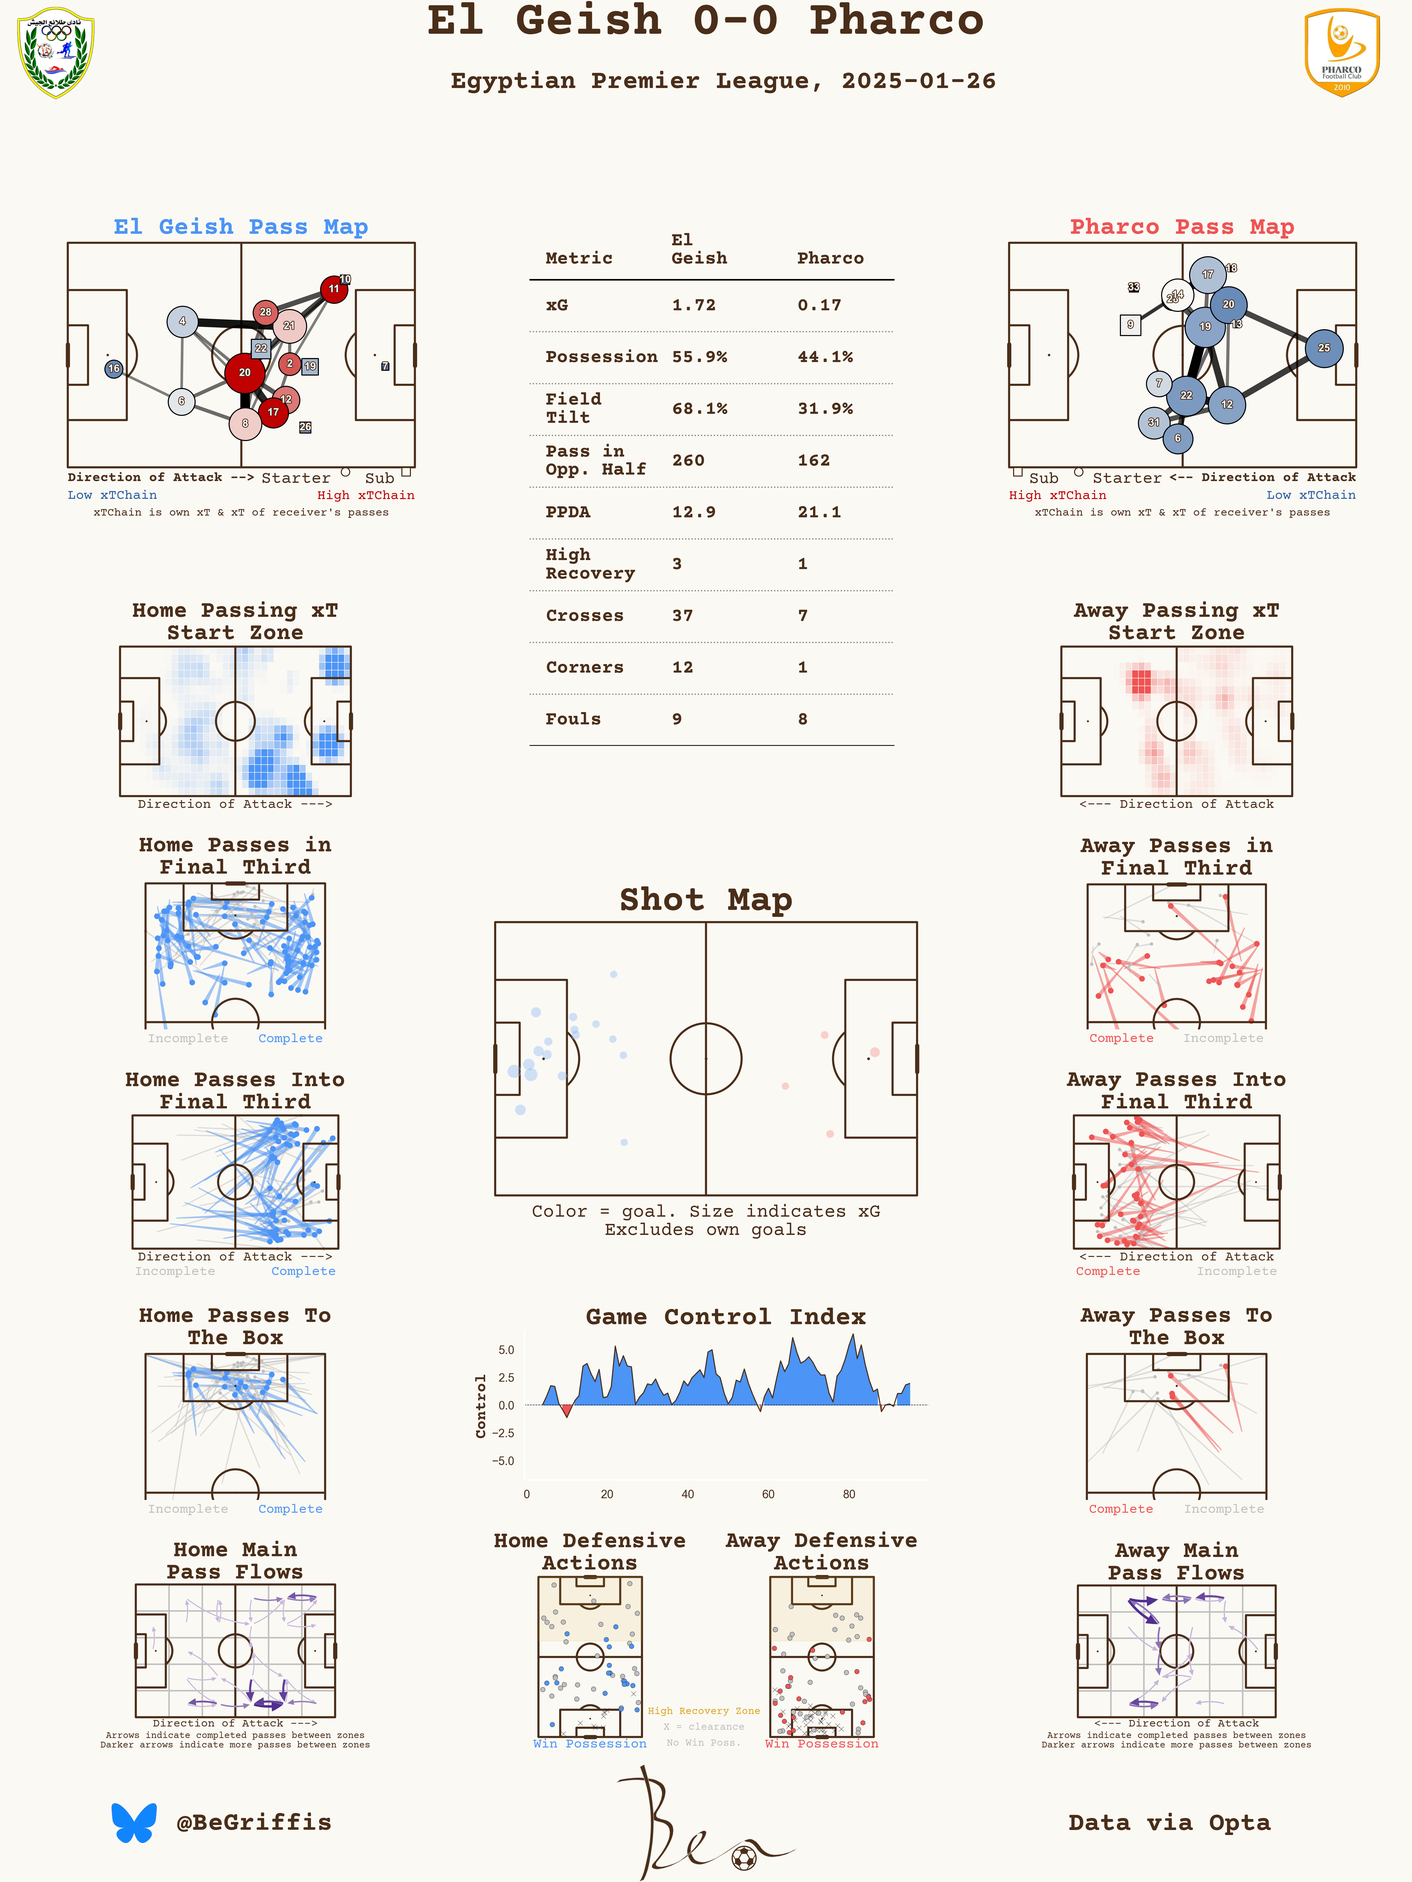 El Geish 0-0 Pharco
Egyptian Premier League, 2025-01-26
نادى طلائع الجيش
PHARCO
Football Club
2010
El Geish Pass Map
10
11
28
4
21
22
2
19
7
16
20
12
6
17
8
26
Direction of Attack --> Starter Sub
Low xTChain High xTChain
xTChain is own xT & xT of receiver's passes
Metric El Geish Pharco
xG 1.72 0.17
Possession 55.9% 44.1%
Field Tilt 68.1% 31.9%
Pass in Opp. Half 260 162
PPDA 12.9 21.1
High Recovery 3 1
Crosses 37 7
Corners 12 1
Fouls 9 8
Pharco Pass Map
18
17
33
14
20
9
19
13
25
7
22
12
31
6
Sub Starter <-- Direction of Attack
High xTChain Low xTChain
xTChain is own xT & xT of receiver's passes
Home Passing xT
Start Zone
Direction of Attack --->
Away Passing xT
Start Zone
<--- Direction of Attack
Home Passes in
Final Third
Incomplete Complete
Away Passes in
Final Third
Complete Incomplete
Shot Map
Color = goal. Size indicates xG
Excludes own goals
Home Passes Into
Final Third
Direction of Attack --->
Incomplete Complete
Away Passes Into
Final Third
<--- Direction of Attack
Complete Incomplete
Home Passes To
The Box
Incomplete Complete
Game Control Index
Control
5.0
2.5
0.0
−2.5
−5.0
0 20 40 60 80
Away Passes To
The Box
Complete Incomplete
Home Main
Pass Flows
Direction of Attack --->
Arrows indicate completed passes between zones
Darker arrows indicate more passes between zones
Home Defensive
Actions
Win Possession
High Recovery Zone
X = clearance
No Win Poss.
Away Defensive
Actions
Win Possession
Away Main
Pass Flows
<--- Direction of Attack
Arrows indicate completed passes between zones
Darker arrows indicate more passes between zones
@BeGriffis
Ben
Data via Opta